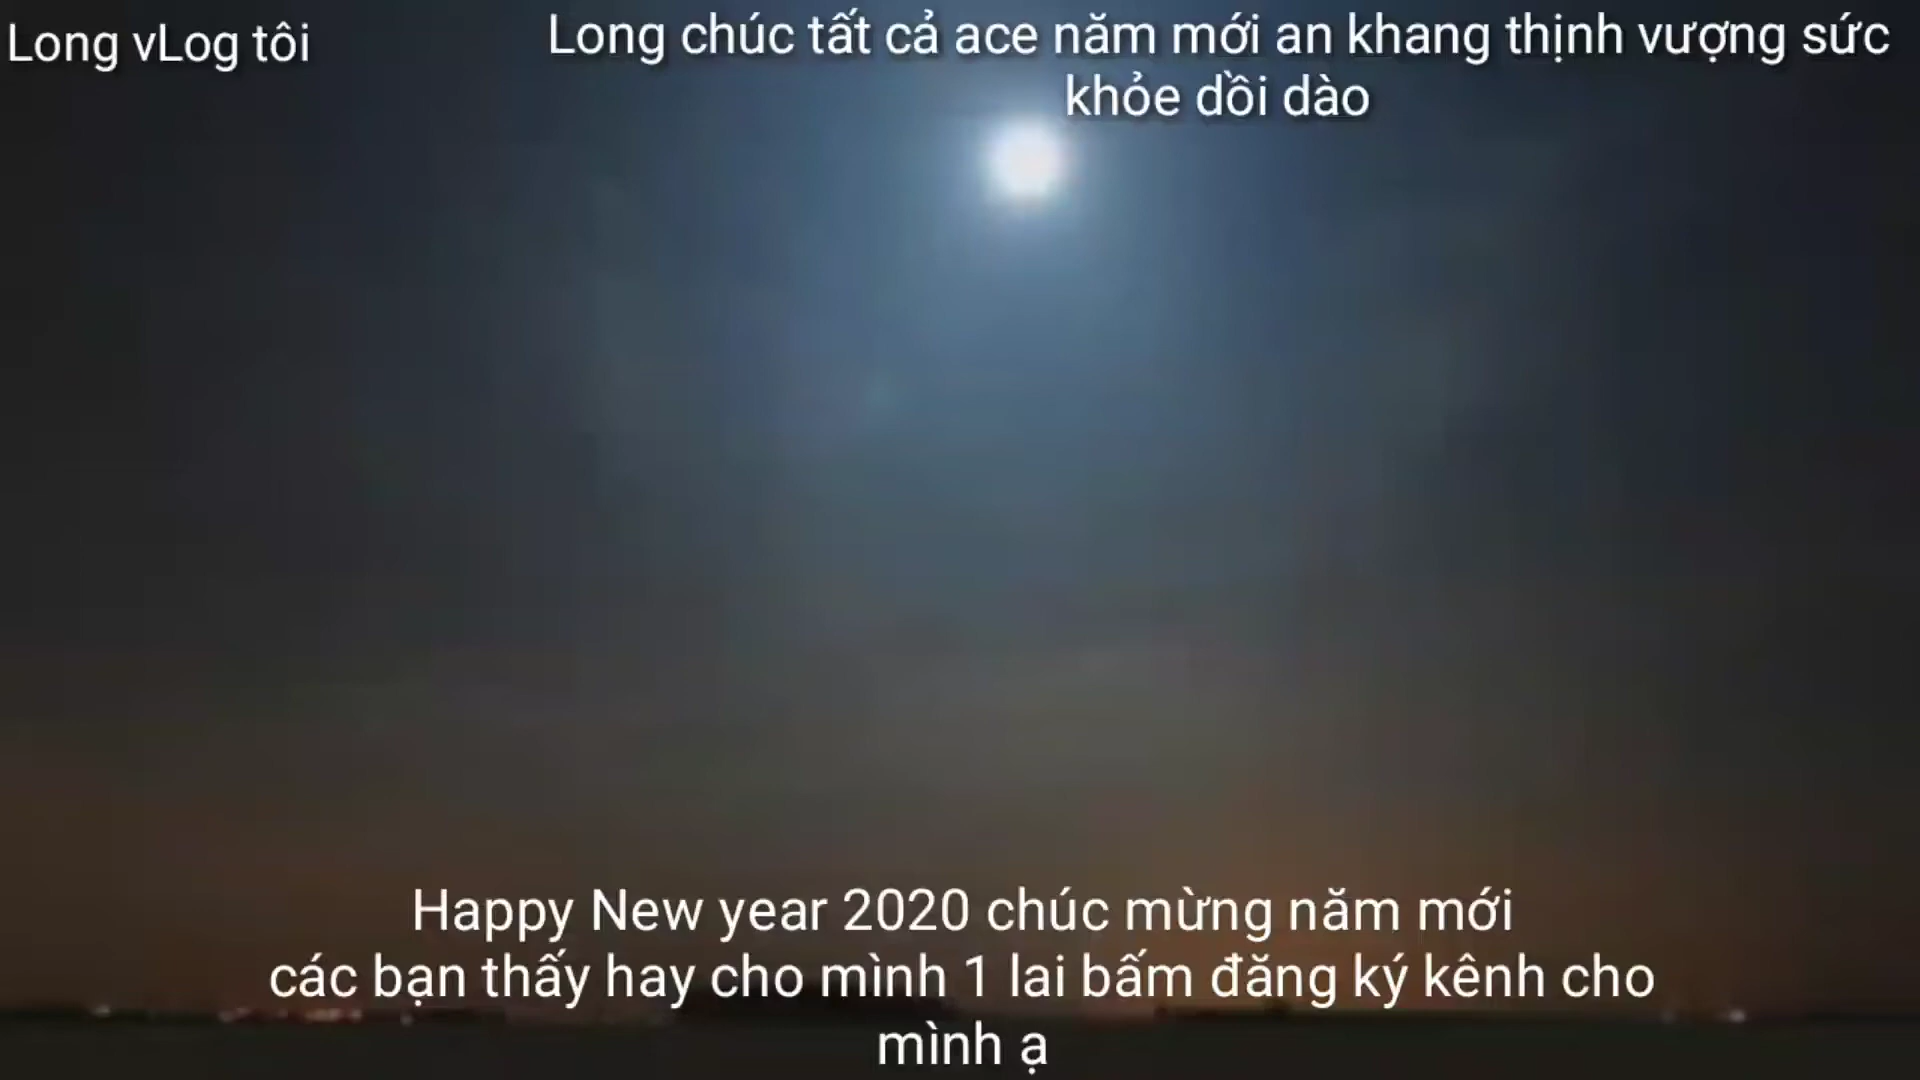 Long vLog tôi
Long chúc tất cả ace năm mới an khang thịnh vượng sức
khỏe dồi dào
Happy New year 2020 chúc mừng năm mới
các bạn thấy hay cho mình 1 lai bấm đăng ký kênh cho
mình ạ